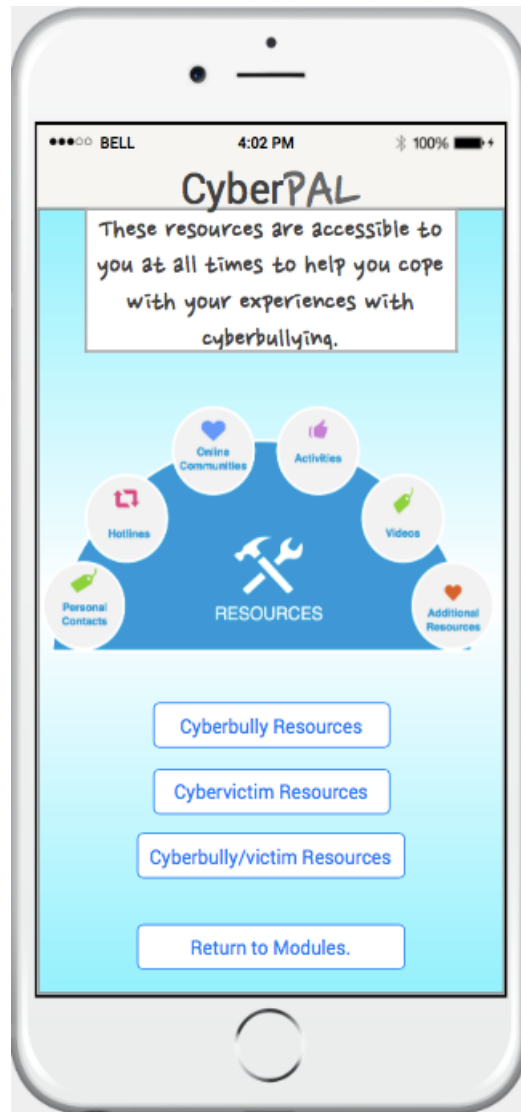 BELL 4:02 PM 100%
CyberPAL
These resources are accessible to
you at all times to help you cope
with your experiences with
cyberbullying.
Online
Communities
Activities
Hotlines
Videos
Personal
Contacts
RESOURCES
Additional
Resources
Cyberbully Resources
Cybervictim Resources
Cyberbully/victim Resources
Return to Modules.